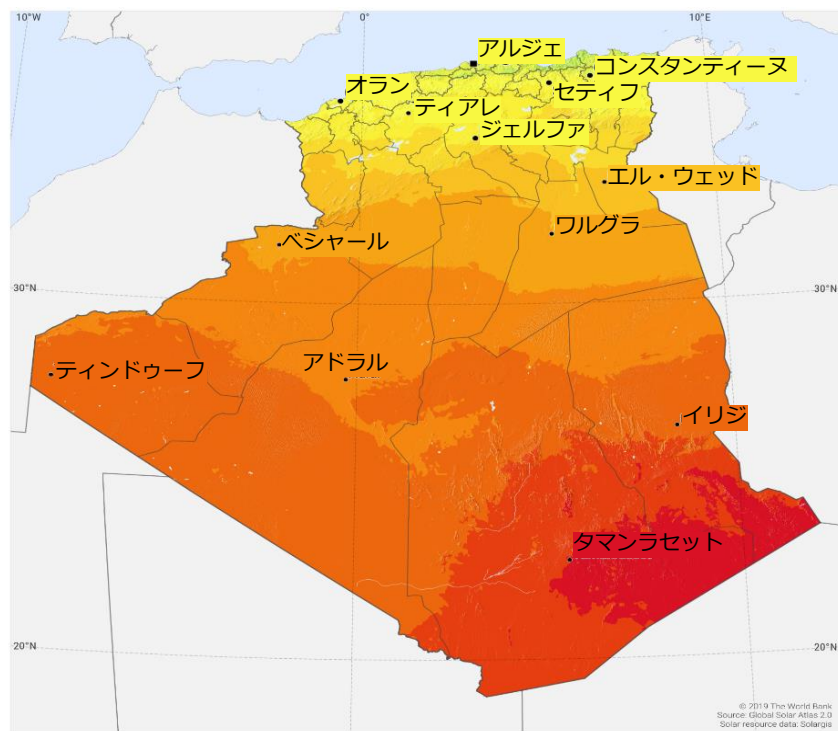 10°W
0°
10°E
アルジェ
コンスタンティーヌ
オラン
セティフ
ティアレ
ジェルファ
エル・ウェッド
ワルグラ
ベシャール
30°N
30°N
アドラル
ティンドゥーフ
イリジ
タマンラセット
20°N
20°N
© 2019 The World Bank
Source: Global Solar Atlas 2.0
Solar resource data: Solargis